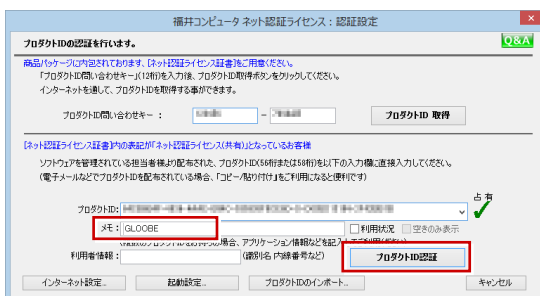 福井コンピュータ ネット認証ライセンス：認証設定
プロダクトIDの認証を行います。
Q&A
商品パッケージに内包されております、[ネット認証ライセンス証書]をご用意ください。
「プロダクトID問い合わせキー」(12桁)を入力後、プロダクトID取得ボタンをクリックしてください。
インターネットを通して、プロダクトIDを取得する事ができます。
プロダクトID問い合わせキー：
－
プロダクトID 取得
[ネット認証ライセンス証書]内の表記が「ネット認証ライセンス(共有)」となっているお客様
ソフトウェアを管理されている担当者様より配布された、プロダクトID(56桁または58桁)を以下の入力欄に直接入力してください。
(電子メールなどでプロダクトIDを配布されている場合、「コピー/貼り付け」をご利用になると便利です)
プロダクトID：
占有
メモ：GLOOBE
利用状況 空きのみ表示
場合、アプリケーション情報などを記入
利用者情報：
(識別名 内線番号など)
プロダクトID認証
インターネット設定...
起動設定...
プロダクトIDのインポート...
キャンセル